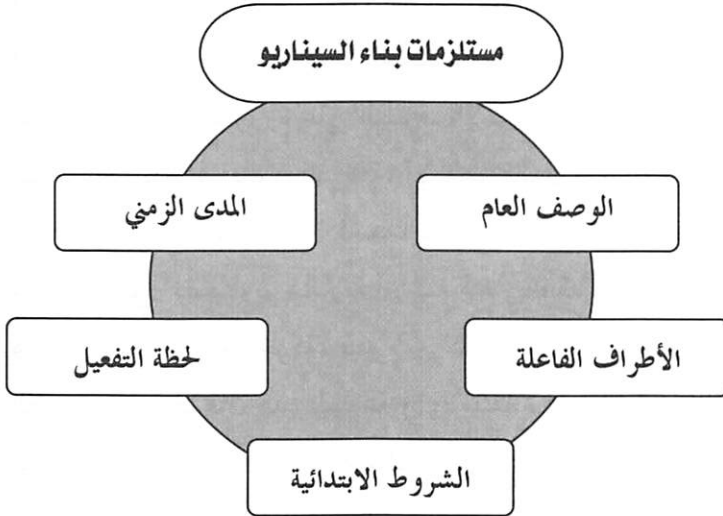 مستلزمات بناء السيناريو
الوصف العام
المدى الزمني
الأطراف الفاعلة
لحظة التفعيل
الشروط الابتدائية